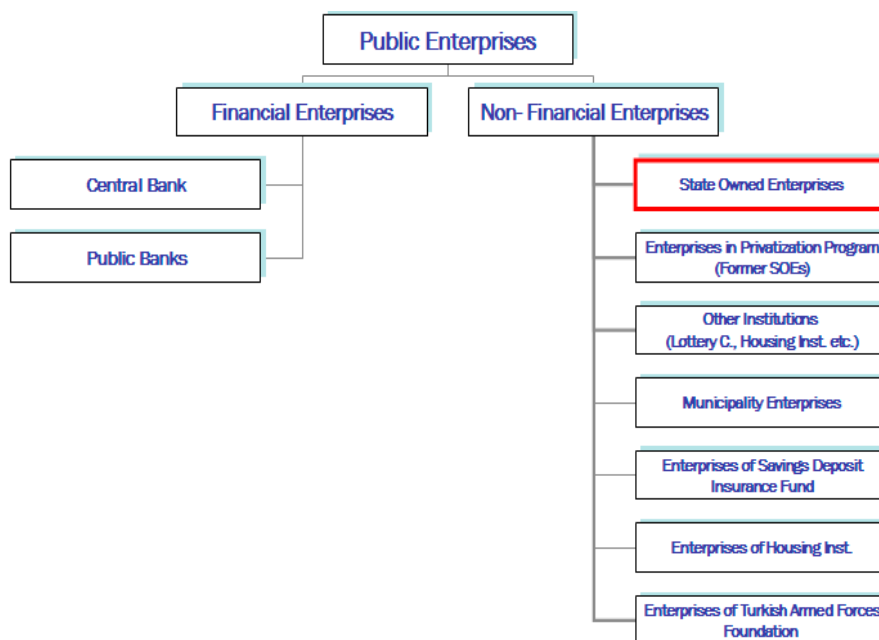 Public Enterprises
Financial Enterprises
Non- Financial Enterprises
Central Bank
Public Banks
State Owned Enterprises
Enterprises in Privatization Program
(Former SOEs)
Other Institutions
(Lottery C., Housing Inst. etc.)
Municipality Enterprises
Enterprises of Savings Deposit
Insurance Fund
Enterprises of Housing Inst.
Enterprises of Turkish Armed Forces
Foundation